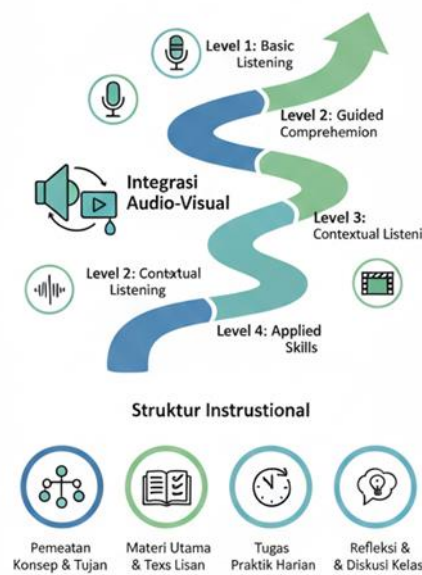 Level 1: Basic
Listening
Level 2: Guided
Comprehemion
Integrasi
Audio-Visual
Level 3:
Contextual Listeni
Level 2: Contextual
Listening
Level 4: Applied
Skills
Struktur Instrustional
Pemeatan
Konsep & Tujan
Materi Utama
& Texs Lisan
Tugas
Praktik Harian
Refleksi &
& Diskusi Kelas